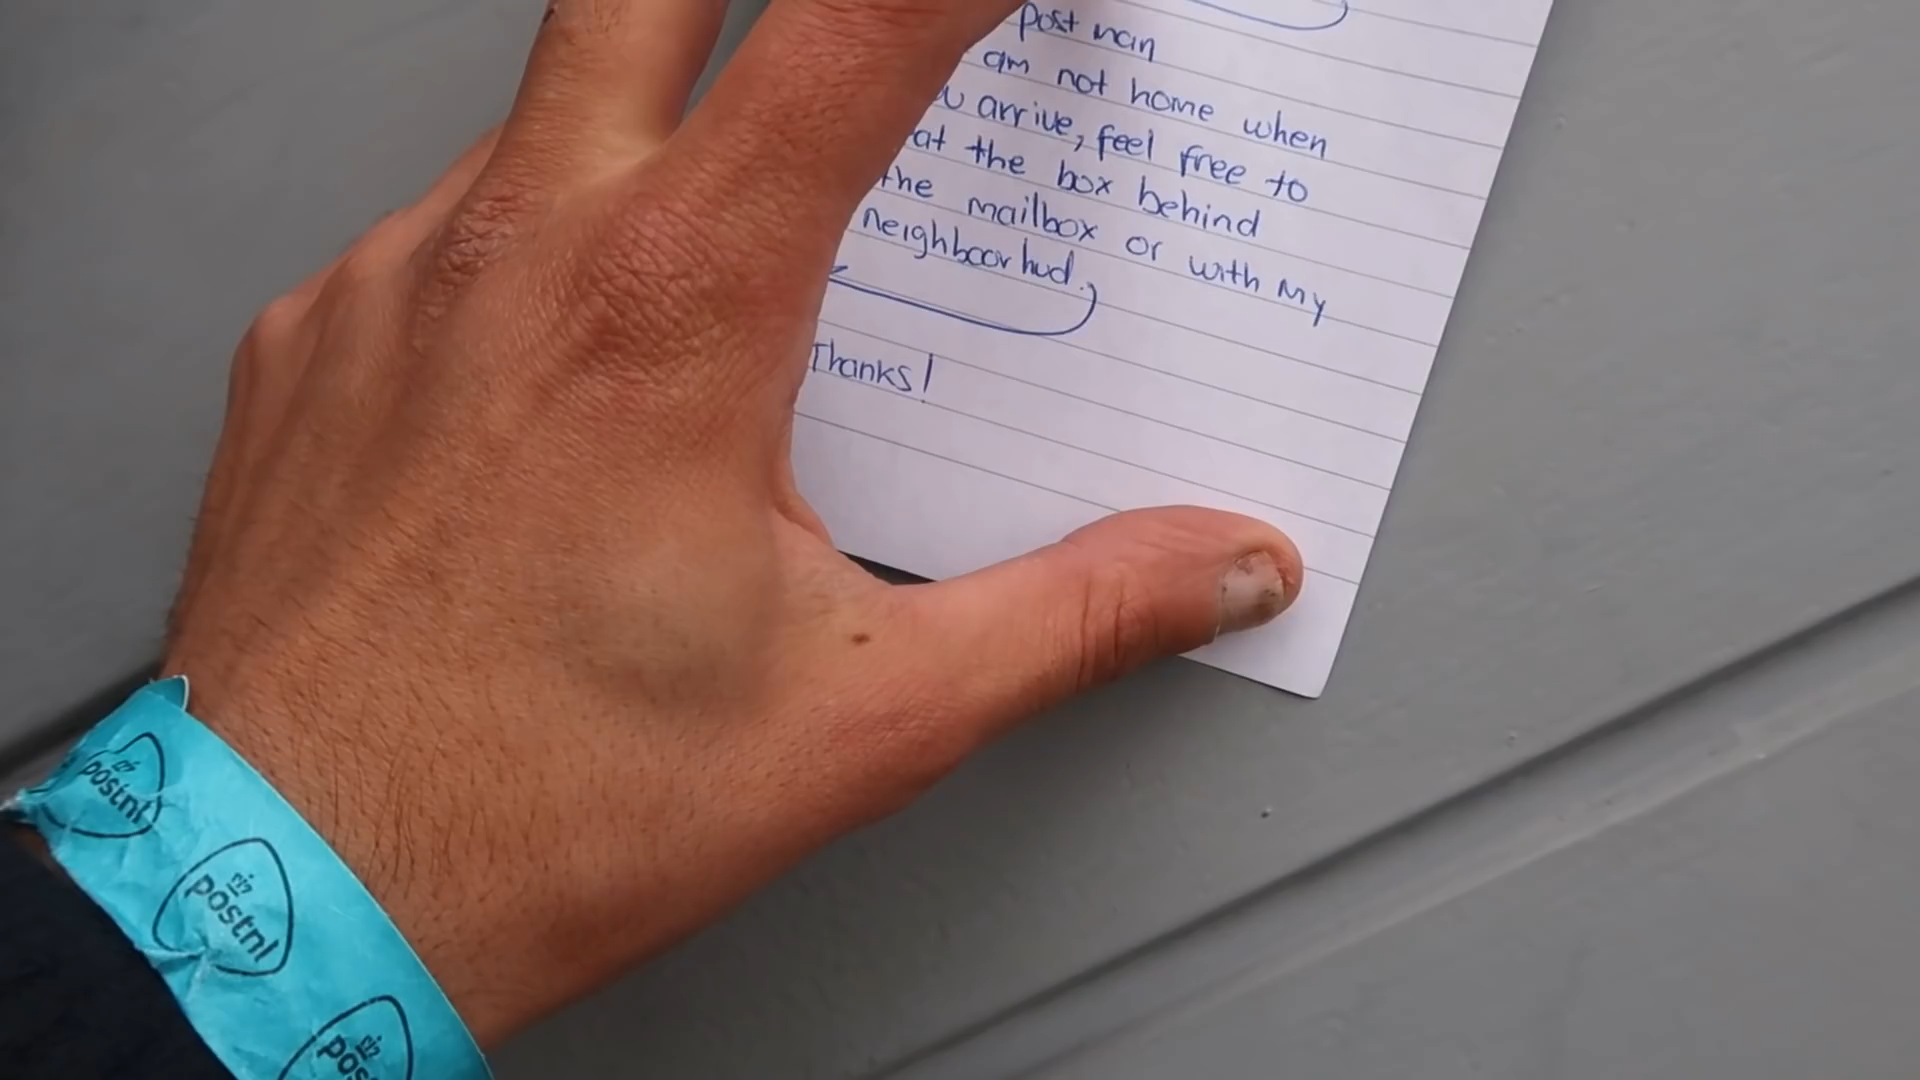 post man
am not home when
arrive, feel free to
at the box behind
the mailbox or with my
neighboorhud.
Thanks!
postnl
postnl
pos